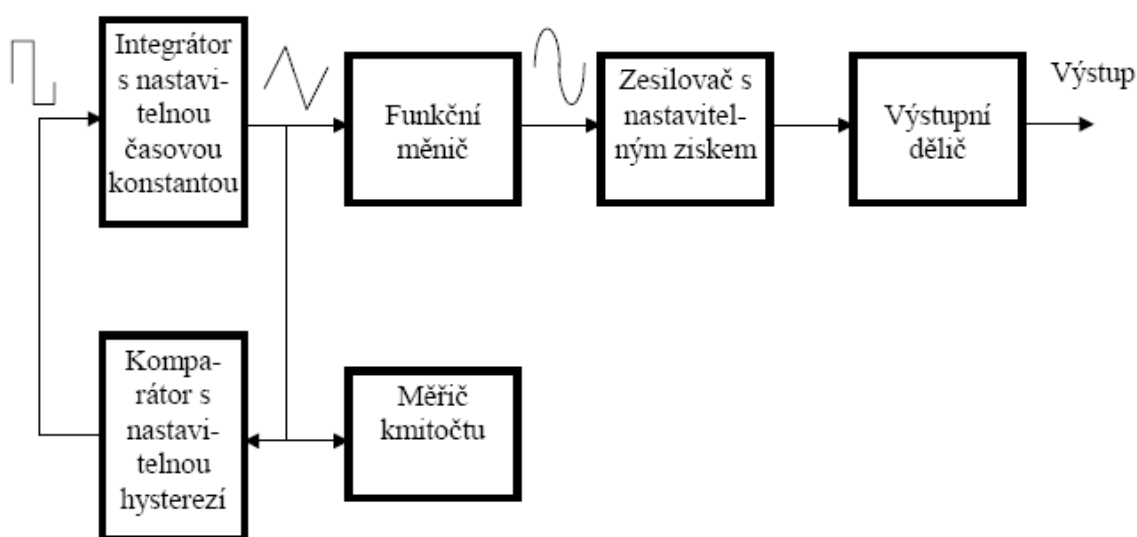 Integrátor
s nastavi-
telnou
časovou
konstantou
Funkční
měnič
Zesilovač s
nastavitel-
ným ziskem
Výstupní
dělič
Výstup
Kompa-
rátor s
nastavi-
telnou
hysterezí
Měřič
kmitočtu